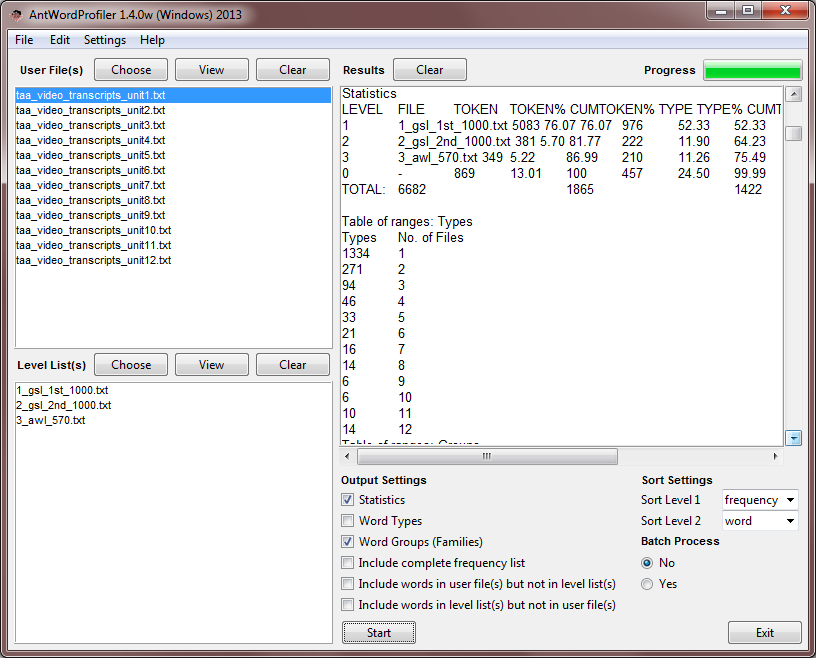 AntWordProfiler 1.4.0w (Windows) 2013
File Edit Settings Help
User File(s) Choose View Clear
taa_video_transcripts_unit1.txt
taa_video_transcripts_unit2.txt
taa_video_transcripts_unit3.txt
taa_video_transcripts_unit4.txt
taa_video_transcripts_unit5.txt
taa_video_transcripts_unit6.txt
taa_video_transcripts_unit7.txt
taa_video_transcripts_unit8.txt
taa_video_transcripts_unit9.txt
taa_video_transcripts_unit10.txt
taa_video_transcripts_unit11.txt
taa_video_transcripts_unit12.txt
Level List(s) Choose View Clear
1_gsl_1st_1000.txt
2_gsl_2nd_1000.txt
3_awl_570.txt
Results Clear Progress
Statistics
LEVEL FILE TOKEN TOKEN% CUMTOKEN% TYPE TYPE% CUMT
1 1_gsl_1st_1000.txt 5083 76.07 76.07 976 52.33 52.33
2 2_gsl_2nd_1000.txt 381 5.70 81.77 222 11.90 64.23
3 3_awl_570.txt 349 5.22 86.99 210 11.26 75.49
0 - 869 13.01 100 457 24.50 99.99
TOTAL: 6682 1865 1422
Table of ranges: Types
Types No. of Files
1334 1
271 2
94 3
46 4
33 5
21 6
16 7
14 8
6 9
6 10
10 11
14 12
Table of ranges: Groups
Output Settings
Statistics
Word Types
Word Groups (Families)
Include complete frequency list
Include words in user file(s) but not in level list(s)
Include words in level list(s) but not in user file(s)
Start
Sort Settings
Sort Level 1 frequency
Sort Level 2 word
Batch Process
No
Yes
Exit